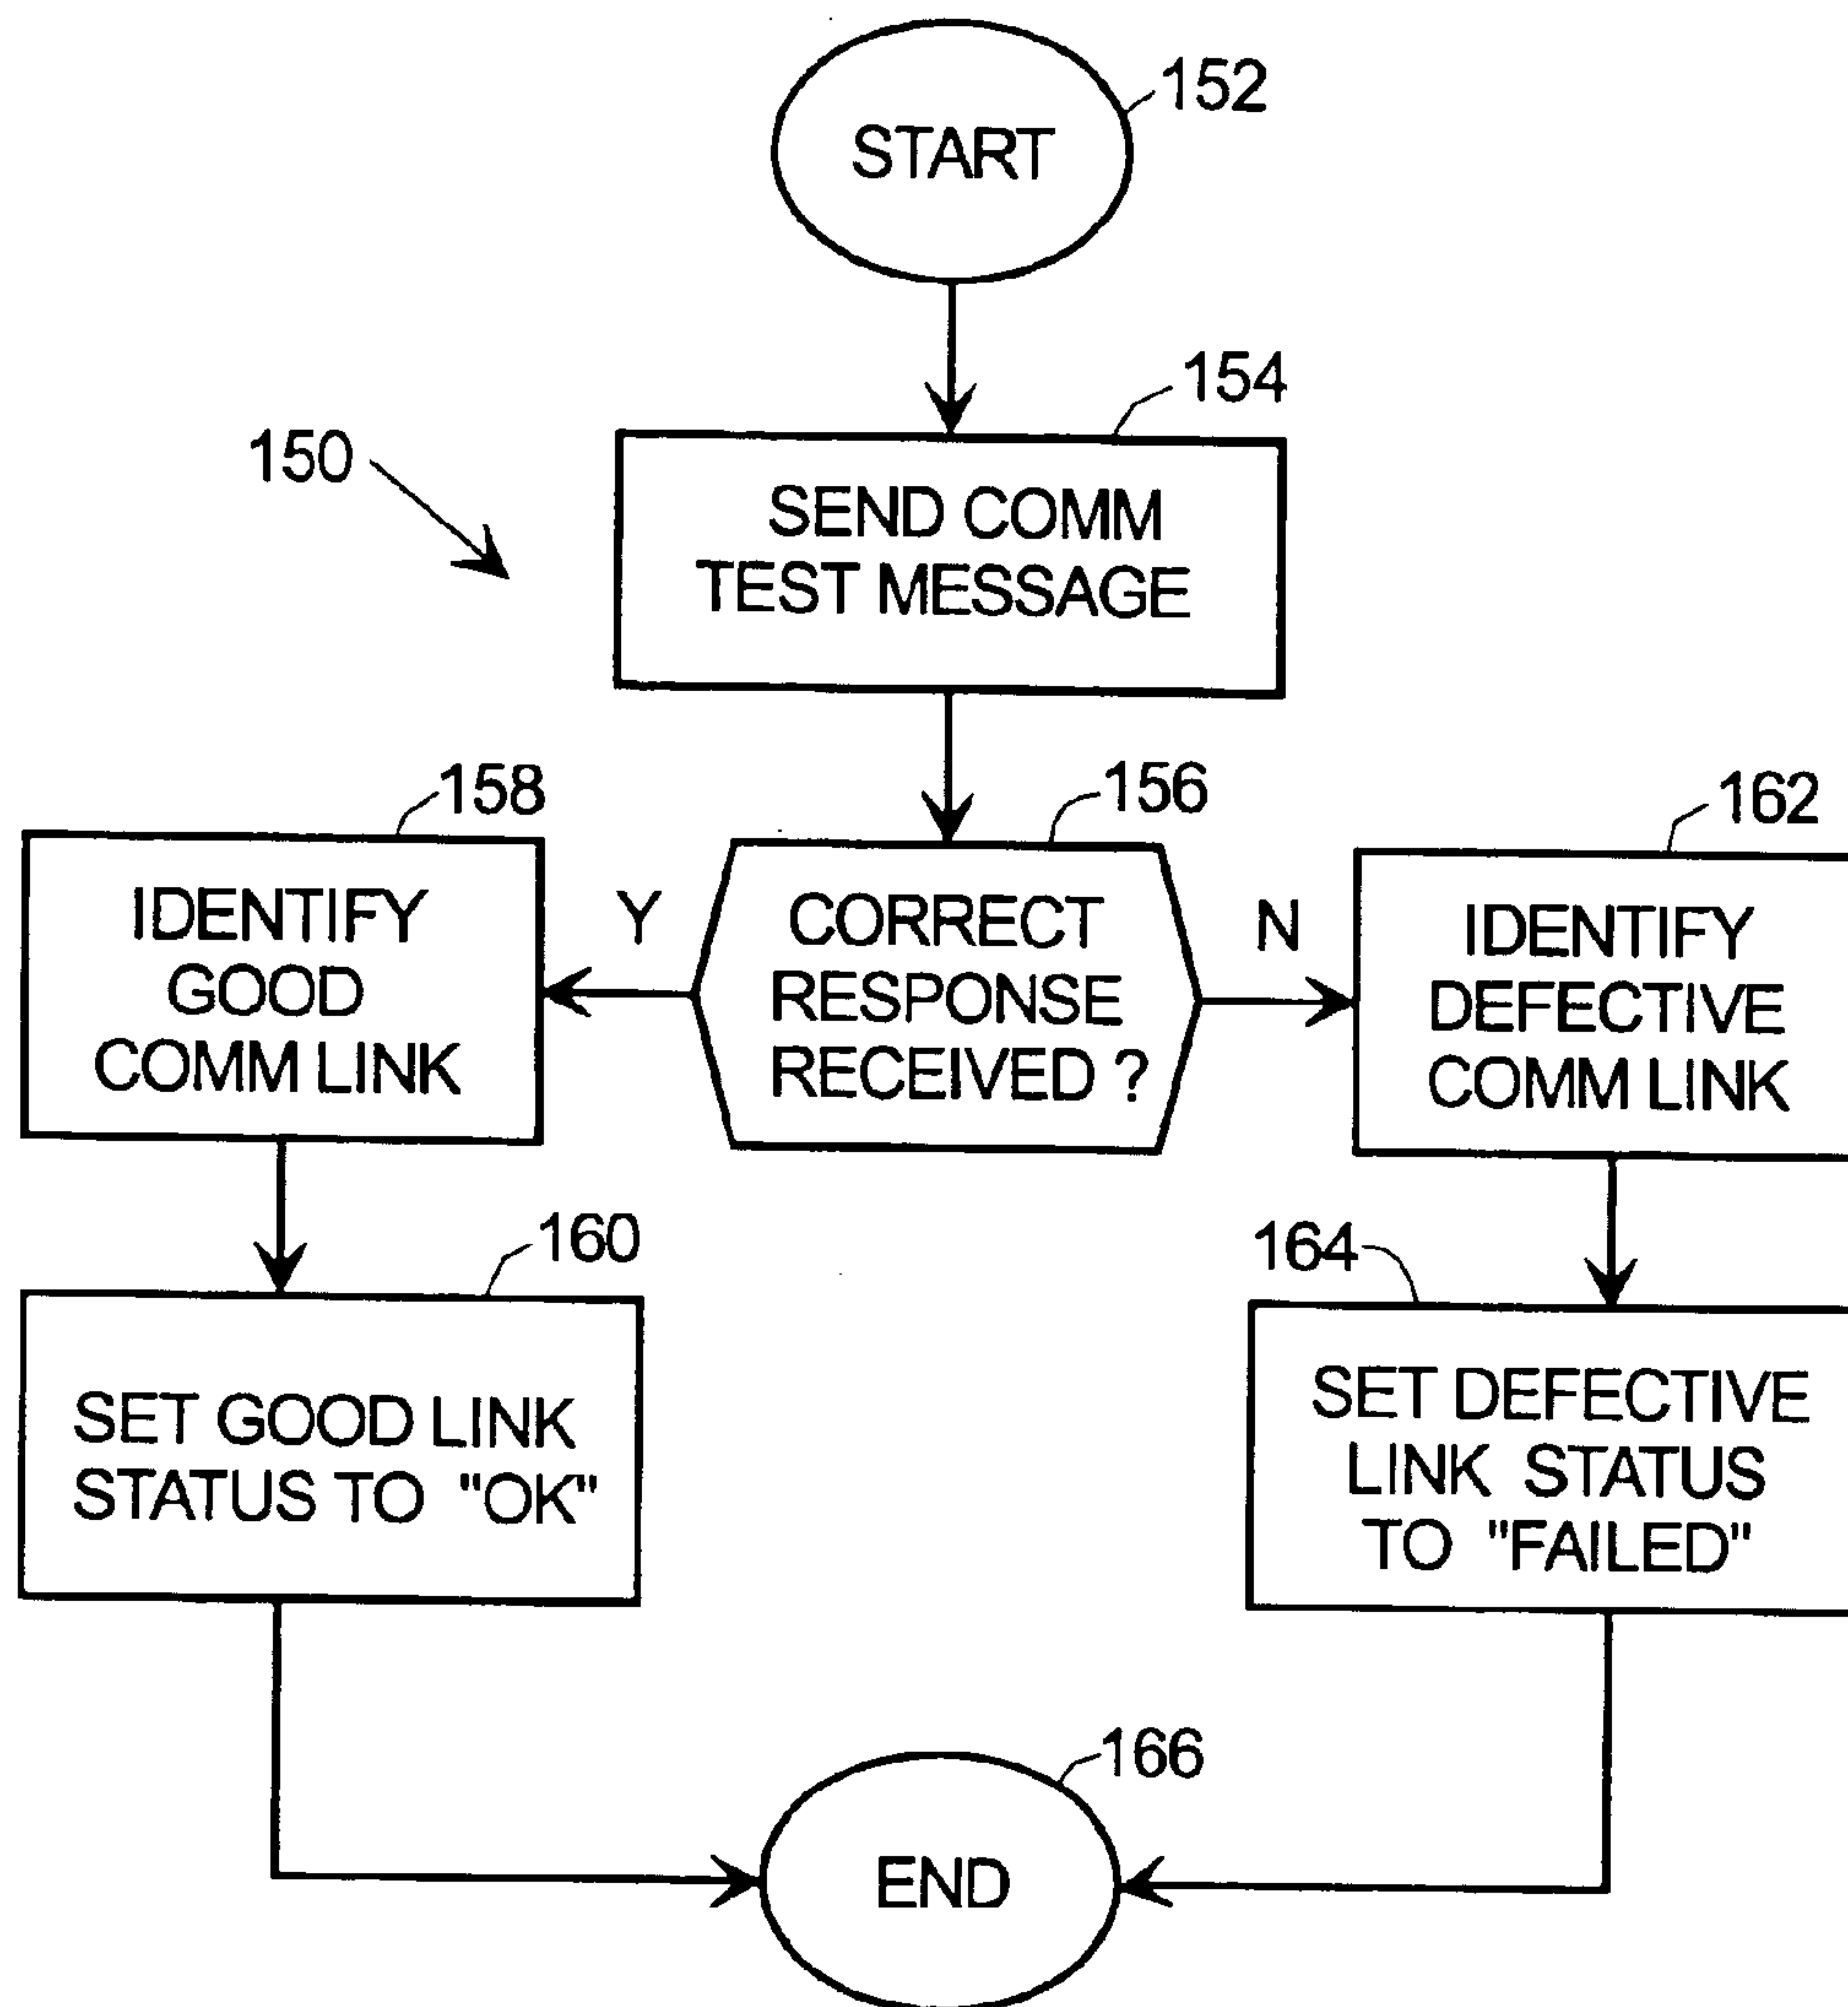 152
START
154
150
SEND COMM
TEST MESSAGE
158
156
162
IDENTIFY
GOOD
COMM LINK
Y
CORRECT
RESPONSE
RECEIVED ?
N
IDENTIFY
DEFECTIVE
COMM LINK
160
164
SET GOOD LINK
STATUS TO "OK"
SET DEFECTIVE
LINK STATUS
TO "FAILED"
166
END